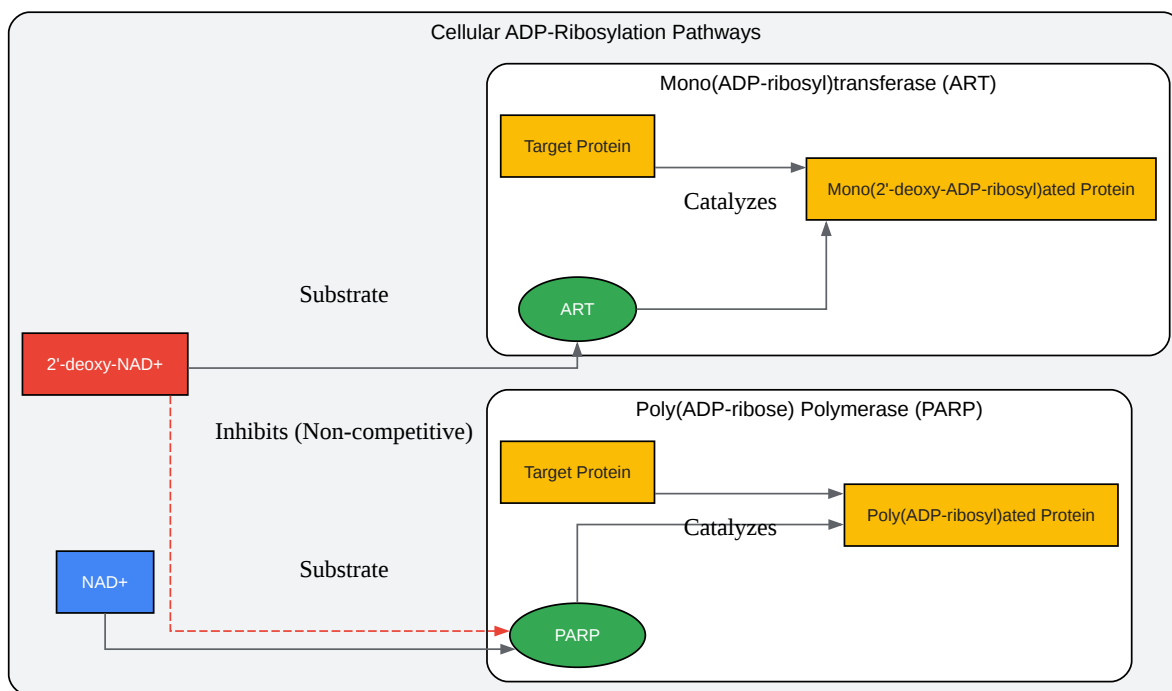 Cellular ADP-Ribosylation Pathways
Mono(ADP-ribosyl)transferase (ART)
Target Protein
Mono(2'-deoxy-ADP-ribosyl)ated Protein
Catalyzes
Substrate
ART
2'-deoxy-NAD+
Inhibits (Non-competitive)
Poly(ADP-ribose) Polymerase (PARP)
Target Protein
Poly(ADP-ribosyl)ated Protein
Catalyzes
Substrate
NAD+
PARP